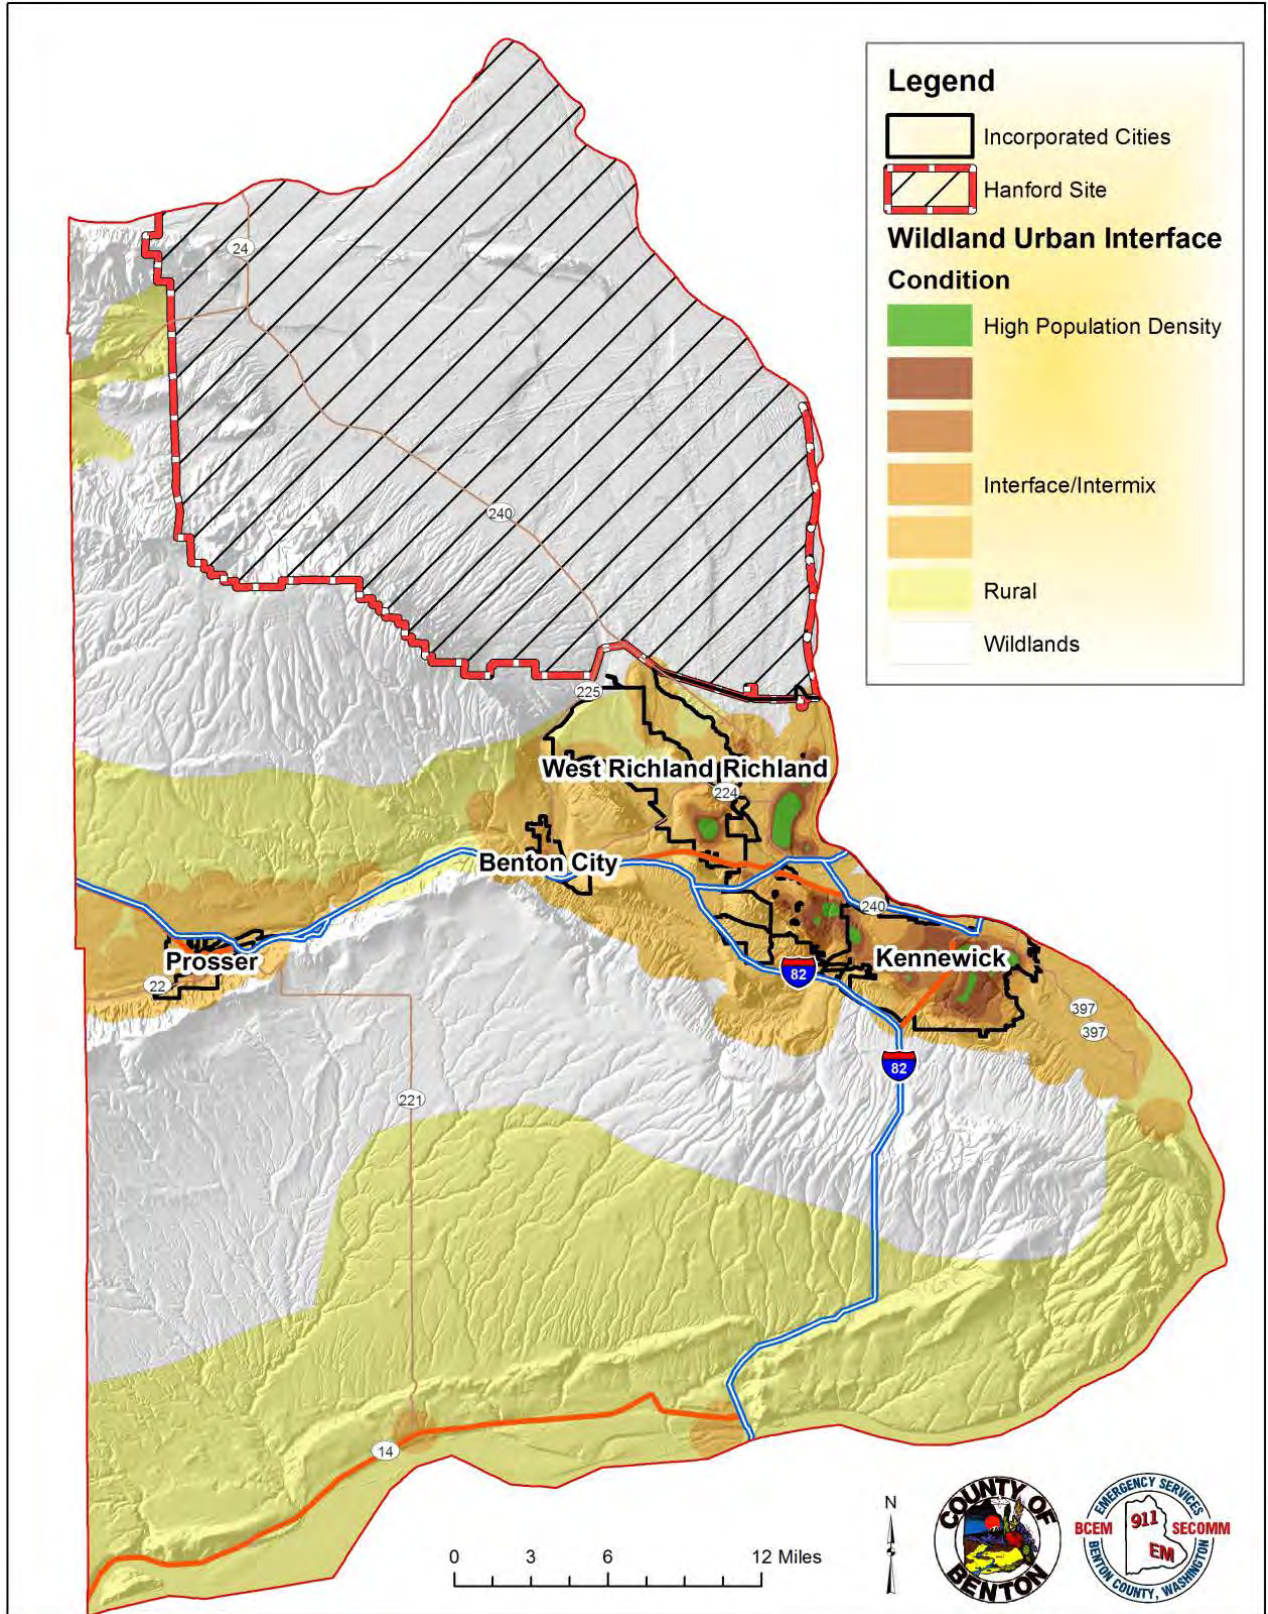 Legend
Incorporated Cities
Hanford Site
Wildland Urban Interface
Condition
High Population Density
Interface/Intermix
Rural
Wildlands
24
240
225
West Richland
Richland
224
Benton City
240
Prosser
Kennewick
82
22
397
397
82
221
14
N
0 3 6 12 Miles
COUNTY OF
BENTON
EMERGENCY SERVICES
BCEM
911
EM
SECOMM
BENTON COUNTY, WASHINGTON